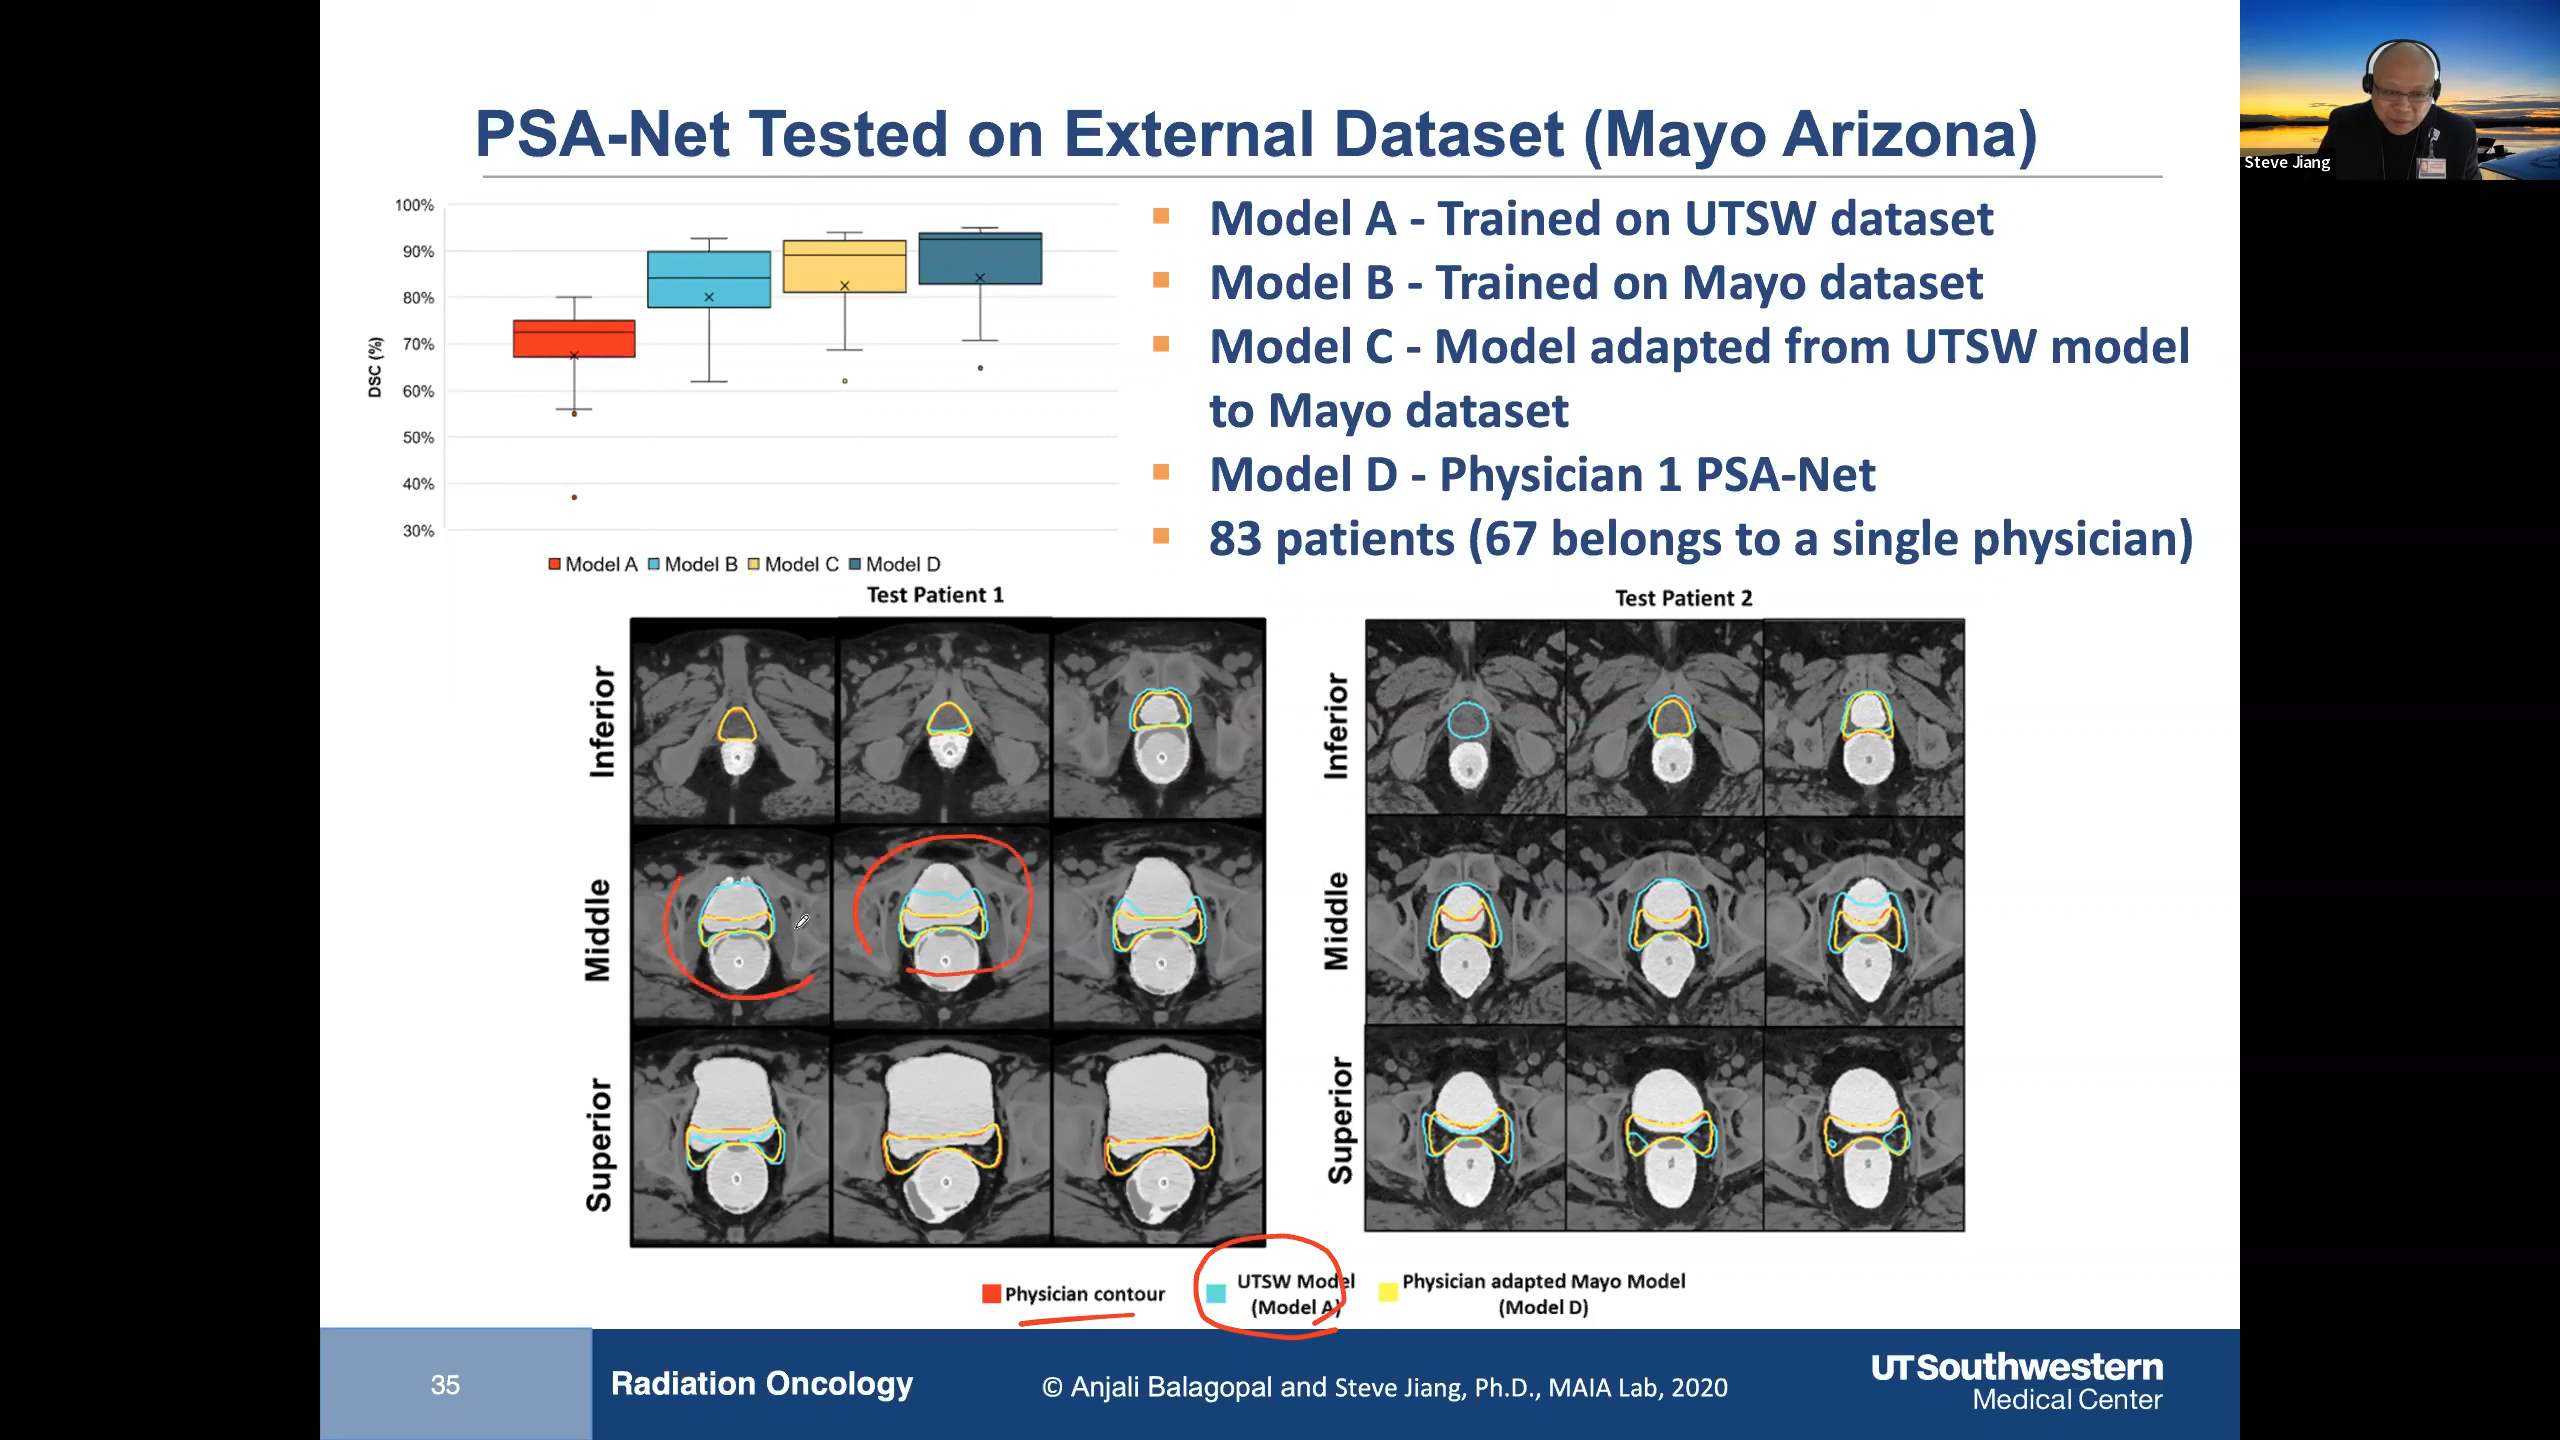 PSA-Net Tested on External Dataset (Mayo Arizona)
Steve Jiang
100%
90%
80%
70%
60%
50%
40%
30%
DSC (%)
Model A Model B Model C Model D
Model A - Trained on UTSW dataset
Model B - Trained on Mayo dataset
Model C - Model adapted from UTSW model
to Mayo dataset
Model D - Physician 1 PSA-Net
83 patients (67 belongs to a single physician)
Test Patient 1
Inferior
Middle
Superior
Test Patient 2
Inferior
Middle
Superior
Physician contour
UTSW Model
(Model A)
Physician adapted Mayo Model
(Model D)
35
Radiation Oncology
© Anjali Balagopal and Steve Jiang, Ph.D., MAIA Lab, 2020
UTSouthwestern
Medical Center